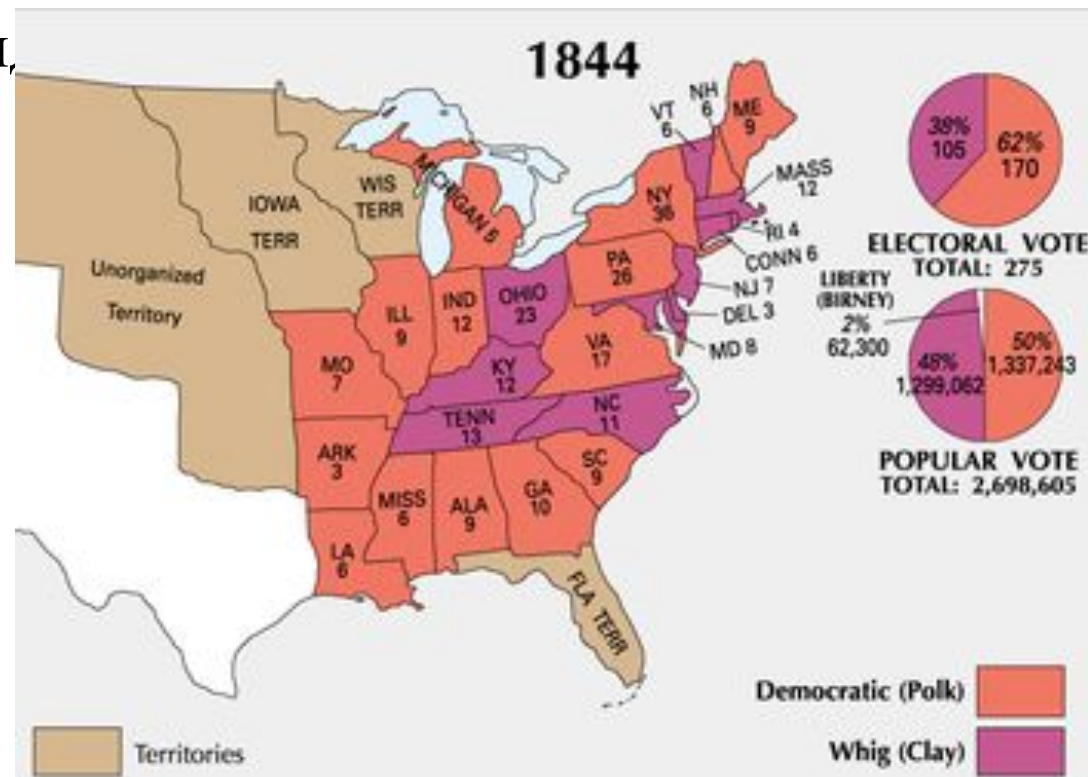 1844
VT
6
NH
6
ME
9
MASS
12
RI 4
CONN 6
NJ 7
DEL 3
MD 8
NY
36
PA
26
MICHIGAN 5
WIS
TERR
IOWA
TERR
Unorganized
Territory
ILL
9
IND
12
OHIO
23
VA
17
MO
7
KY
12
TENN
13
NC
11
ARK
3
SC
9
MISS
6
ALA
9
GA
10
LA
6
FLA TERR
38%
105
62%
170
ELECTORAL VOTE
TOTAL: 275
LIBERTY
(BIRNEY)
2%
62,300
48%
1,299,062
50%
1,337,243
POPULAR VOTE
TOTAL: 2,698,605
Democratic (Polk)
Whig (Clay)
Territories